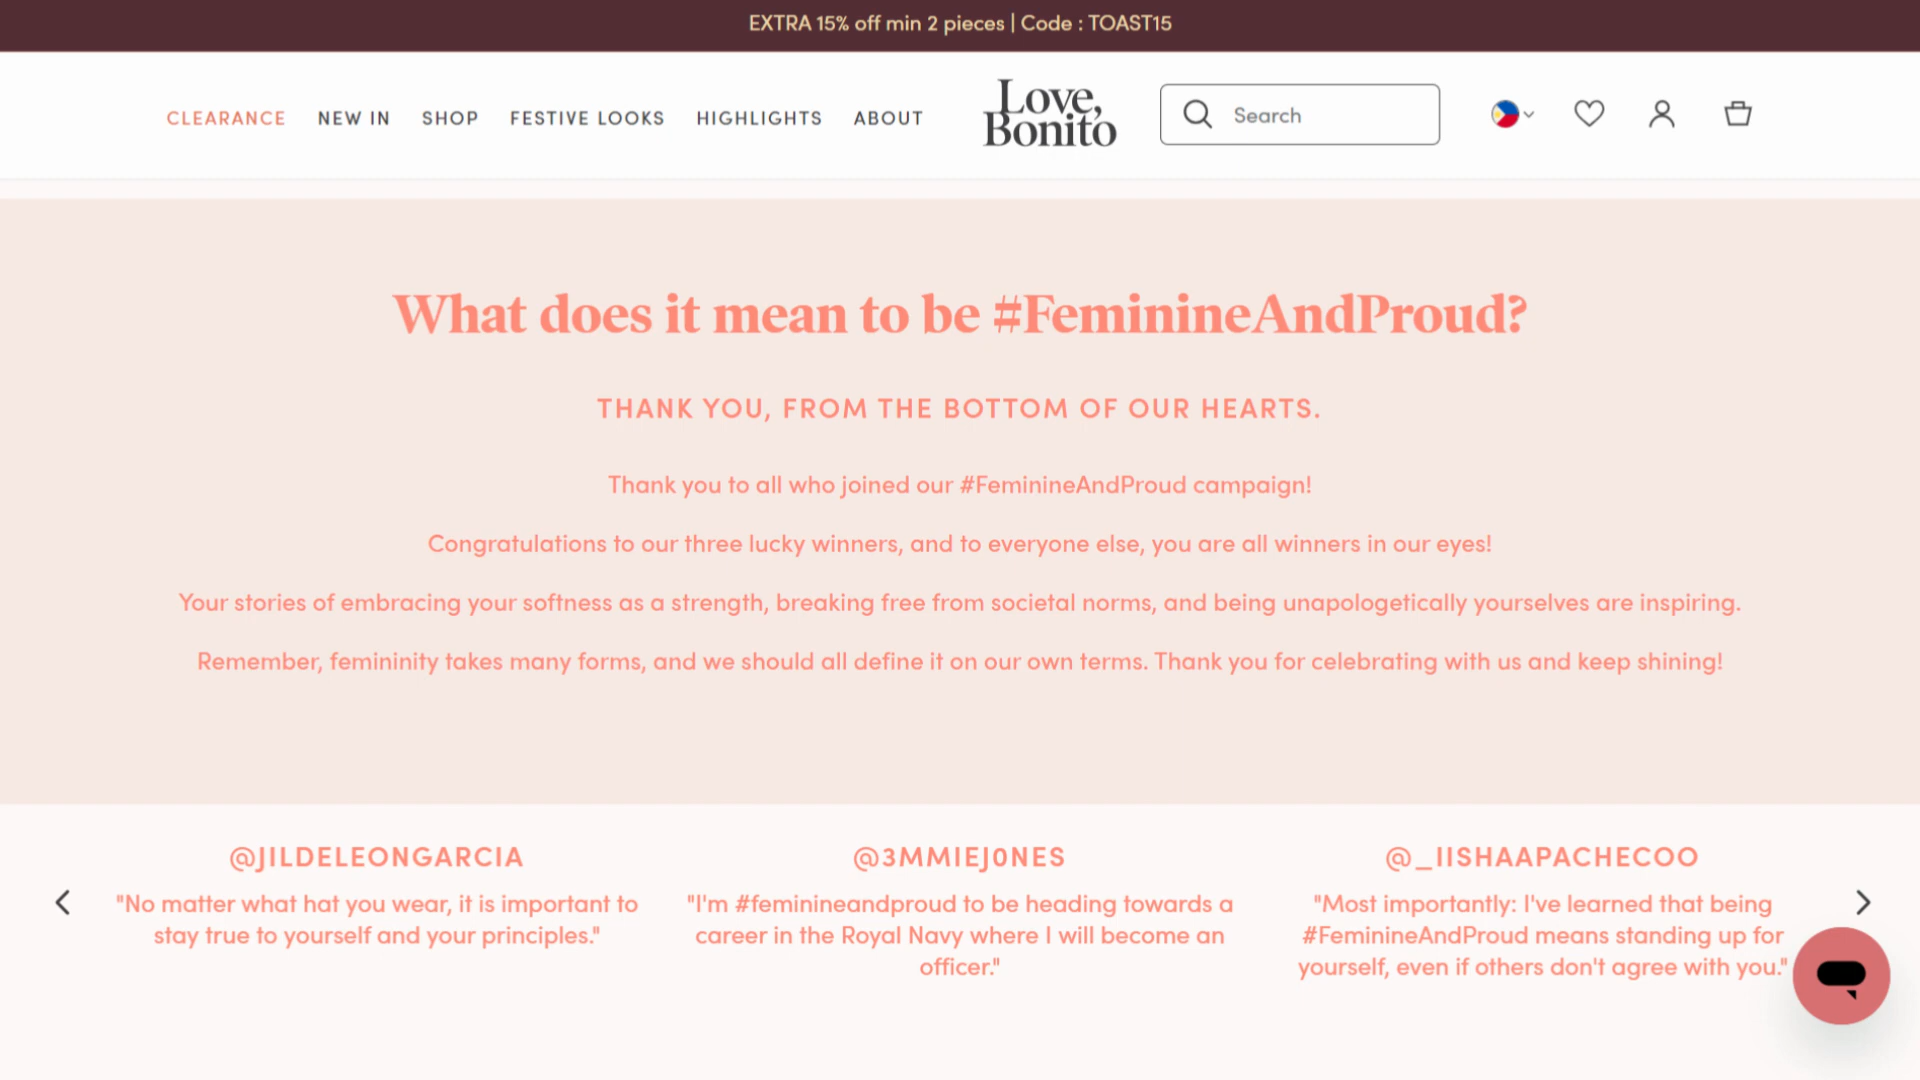 EXTRA 15% off min 2 pieces | Code : TOAST15
CLEARANCE NEW IN SHOP FESTIVE LOOKS HIGHLIGHTS ABOUT
Love,
Bonito
Search
What does it mean to be #FeminineAndProud?
THANK YOU, FROM THE BOTTOM OF OUR HEARTS.
Thank you to all who joined our #FeminineAndProud campaign!
Congratulations to our three lucky winners, and to everyone else, you are all winners in our eyes!
Your stories of embracing your softness as a strength, breaking free from societal norms, and being unapologetically yourselves are inspiring.
Remember, femininity takes many forms, and we should all define it on our own terms. Thank you for celebrating with us and keep shining!
@JILDELEONGARCIA
"No matter what hat you wear, it is important to
stay true to yourself and your principles."
@3MMIEJ0NES
"I'm #feminineandproud to be heading towards a
career in the Royal Navy where I will become an
officer."
@_IISHAAPACHECOO
"Most importantly: I've learned that being
#FeminineAndProud means standing up for
yourself, even if others don't agree with you."